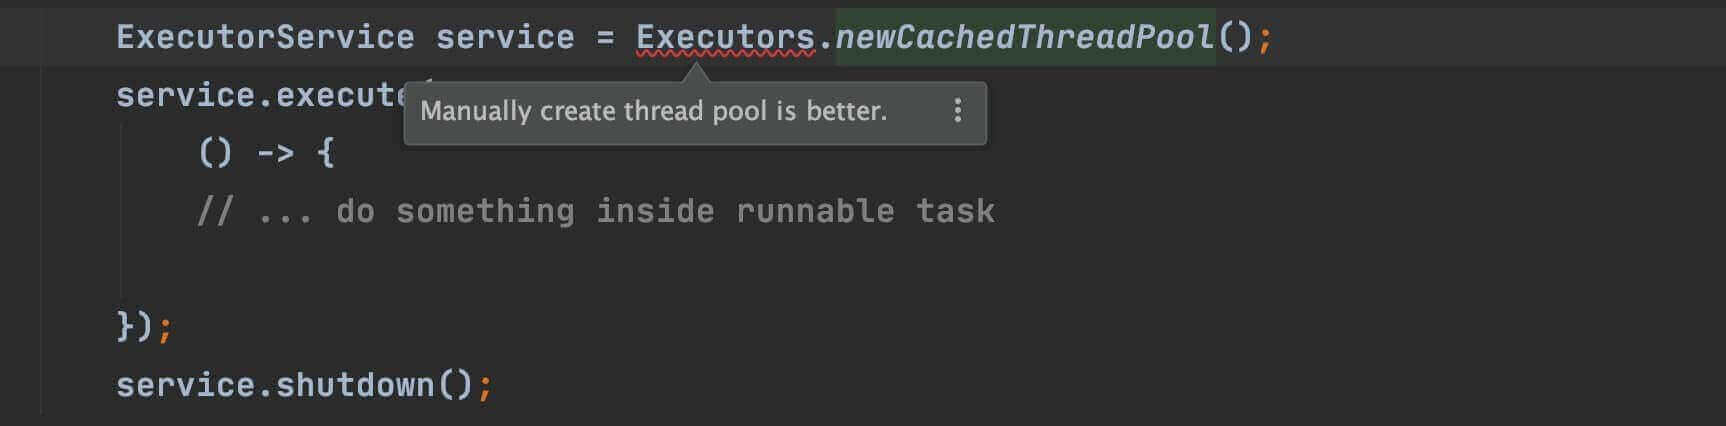 ExecutorService service = Executors.newCachedThreadPool();
service.execute(
Manually create thread pool is better.
() -> {
// ... do something inside runnable task
});
service.shutdown();